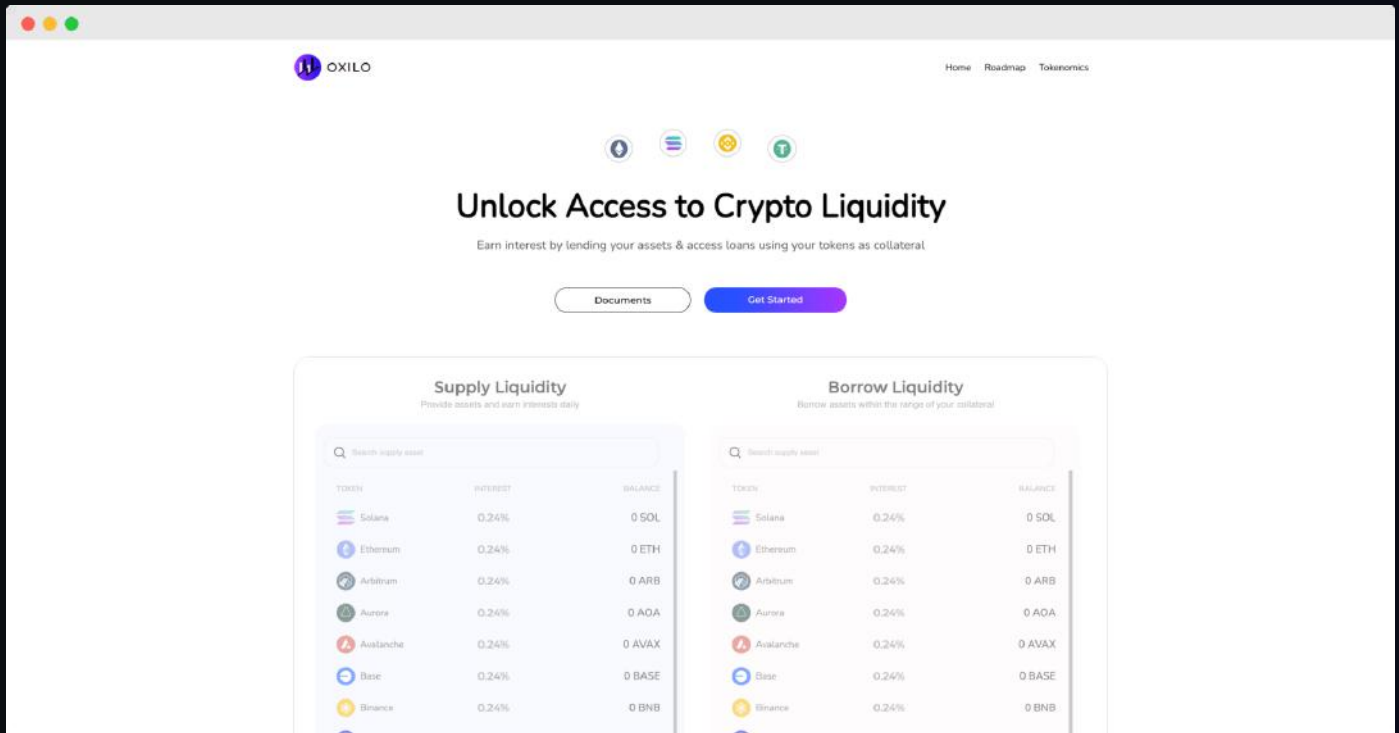 OXILO
Home Roadmap Tokenomics
Unlock Access to Crypto Liquidity
Earn interest by lending your assets & access loans using your tokens as collateral
Documents Get Started
Supply Liquidity
Provide assets and earn interests daily
Search supply asset
TOKEN INTEREST BALANCE
Solana 0.24% 0 SOL
Ethereum 0.24% 0 ETH
Arbitrum 0.24% 0 ARB
Aurora 0.24% 0 AOA
Avalanche 0.24% 0 AVAX
Base 0.24% 0 BASE
Binance 0.24% 0 BNB
Borrow Liquidity
Borrow assets within the range of your collateral
Search supply asset
TOKEN INTEREST BALANCE
Solana 0.24% 0 SOL
Ethereum 0.24% 0 ETH
Arbitrum 0.24% 0 ARB
Aurora 0.24% 0 AOA
Avalanche 0.24% 0 AVAX
Base 0.24% 0 BASE
Binance 0.24% 0 BNB